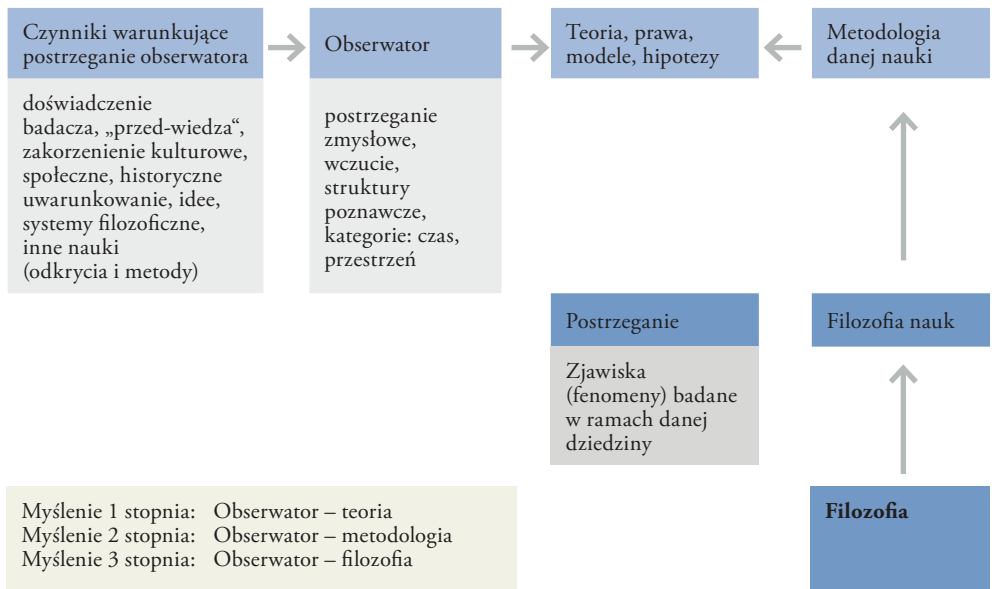 Czynniki warunkujące
postrzeganie obserwatora
doświadczenie
badacza, „przed-wiedza“,
zakorzenienie kulturowe,
społeczne, historyczne
uwarunkowanie, idee,
systemy filozoficzne,
inne nauki
(odkrycia i metody)
Obserwator
postrzeganie
zmysłowe,
wczucie,
struktury
poznawcze,
kategorie: czas,
przestrzeń
Teoria, prawa,
modele, hipotezy
Metodologia
danej nauki
Postrzeganie
Zjawiska
(fenomeny) badane
w ramach danej
dziedziny
Filozofia nauk
Filozofia
Myślenie 1 stopnia: Obserwator – teoria
Myślenie 2 stopnia: Obserwator – metodologia
Myślenie 3 stopnia: Obserwator – filozofia